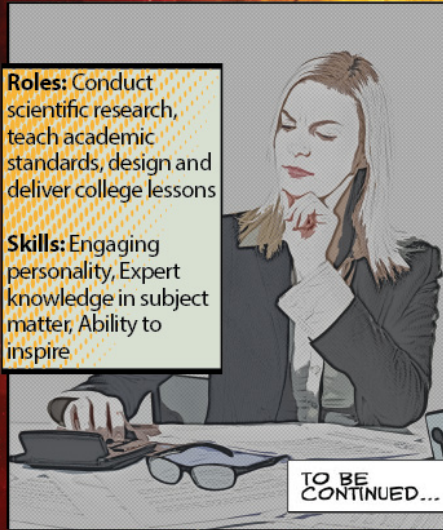 Roles: Conduct
scientific research,
teach academic
standards, design and
deliver college lessons
Skills: Engaging
personality, Expert
knowledge in subject
matter, Ability to
inspire
TO BE
CONTINUED...